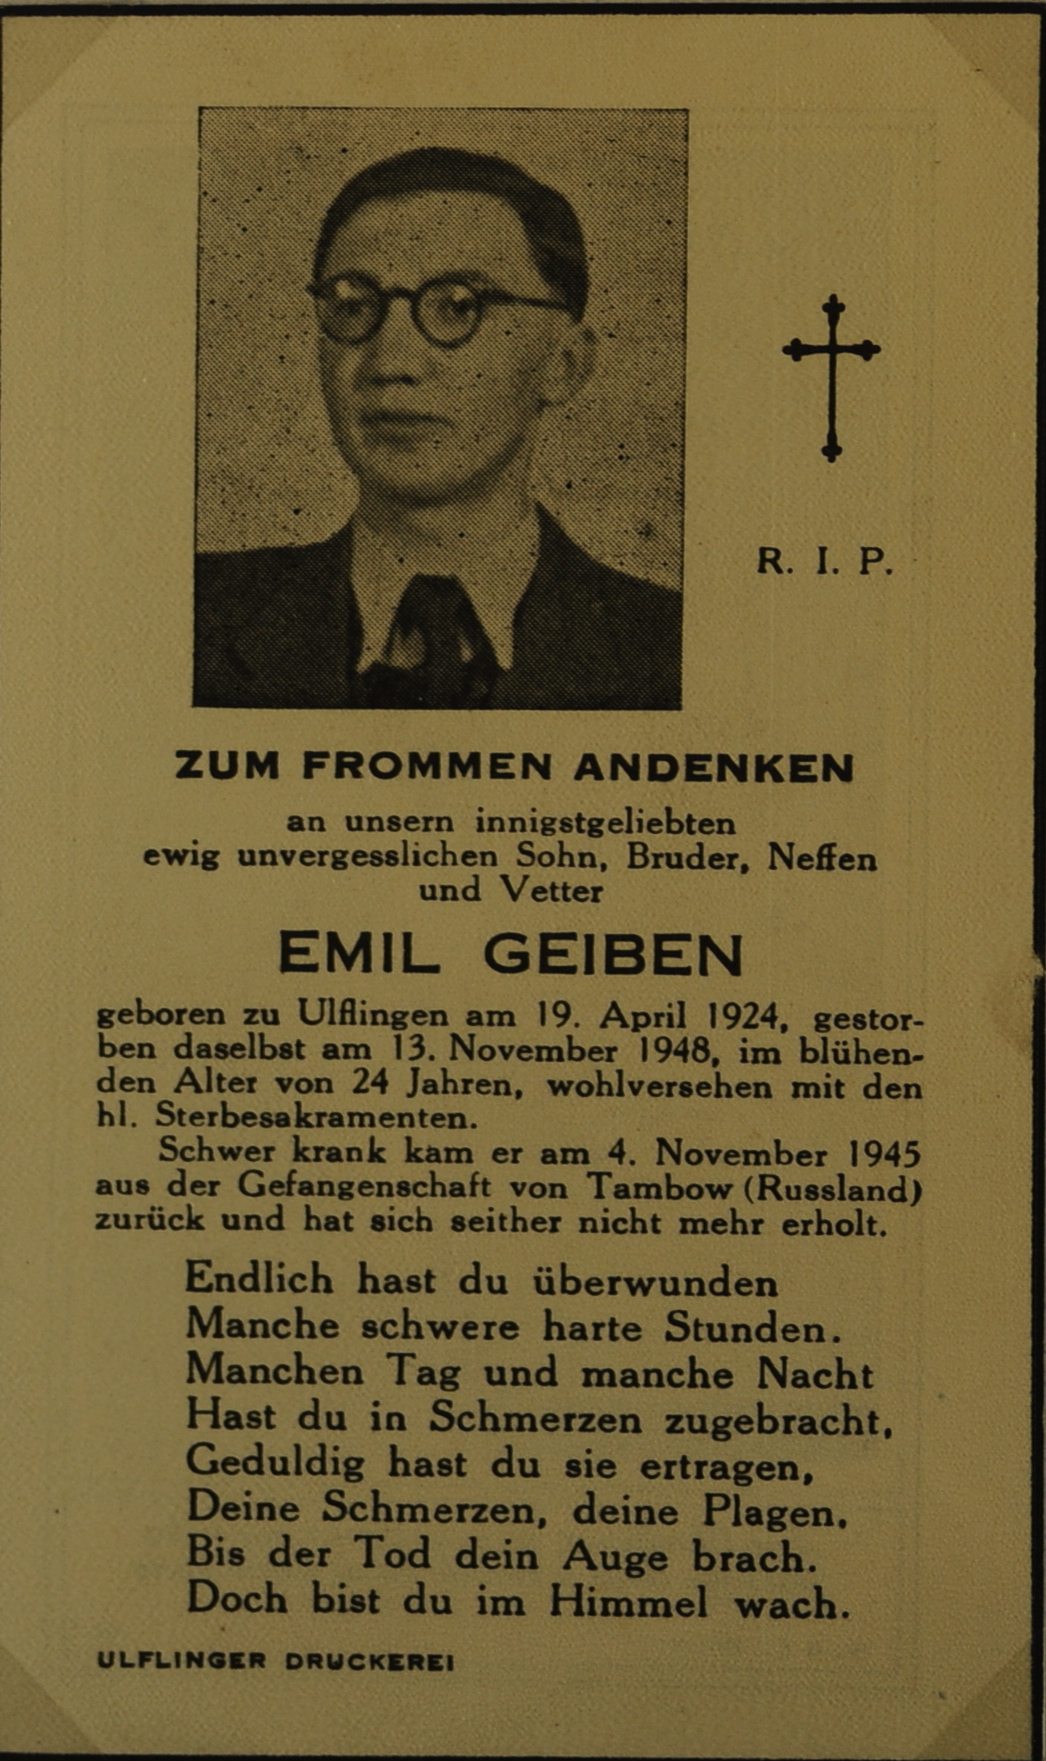 R. I. P.
ZUM FROMMEN ANDENKEN
an unsern innigstgeliebten
ewig unvergesslichen Sohn, Bruder, Neffen
und Vetter
EMIL GEIBEN
geboren zu Ulflingen am 19. April 1924, gestor-
ben daselbst am 13. November 1948, im blühen-
den Alter von 24 Jahren, wohlversehen mit den
hl. Sterbesakramenten.
Schwer krank kam er am 4. November 1945
aus der Gefangenschaft von Tambow (Russland)
zurück und hat sich seither nicht mehr erholt.
Endlich hast du überwunden
Manche schwere harte Stunden.
Manchen Tag und manche Nacht
Hast du in Schmerzen zugebracht,
Geduldig hast du sie ertragen,
Deine Schmerzen, deine Plagen.
Bis der Tod dein Auge brach.
Doch bist du im Himmel wach.
ULFLINGER DRUCKEREI